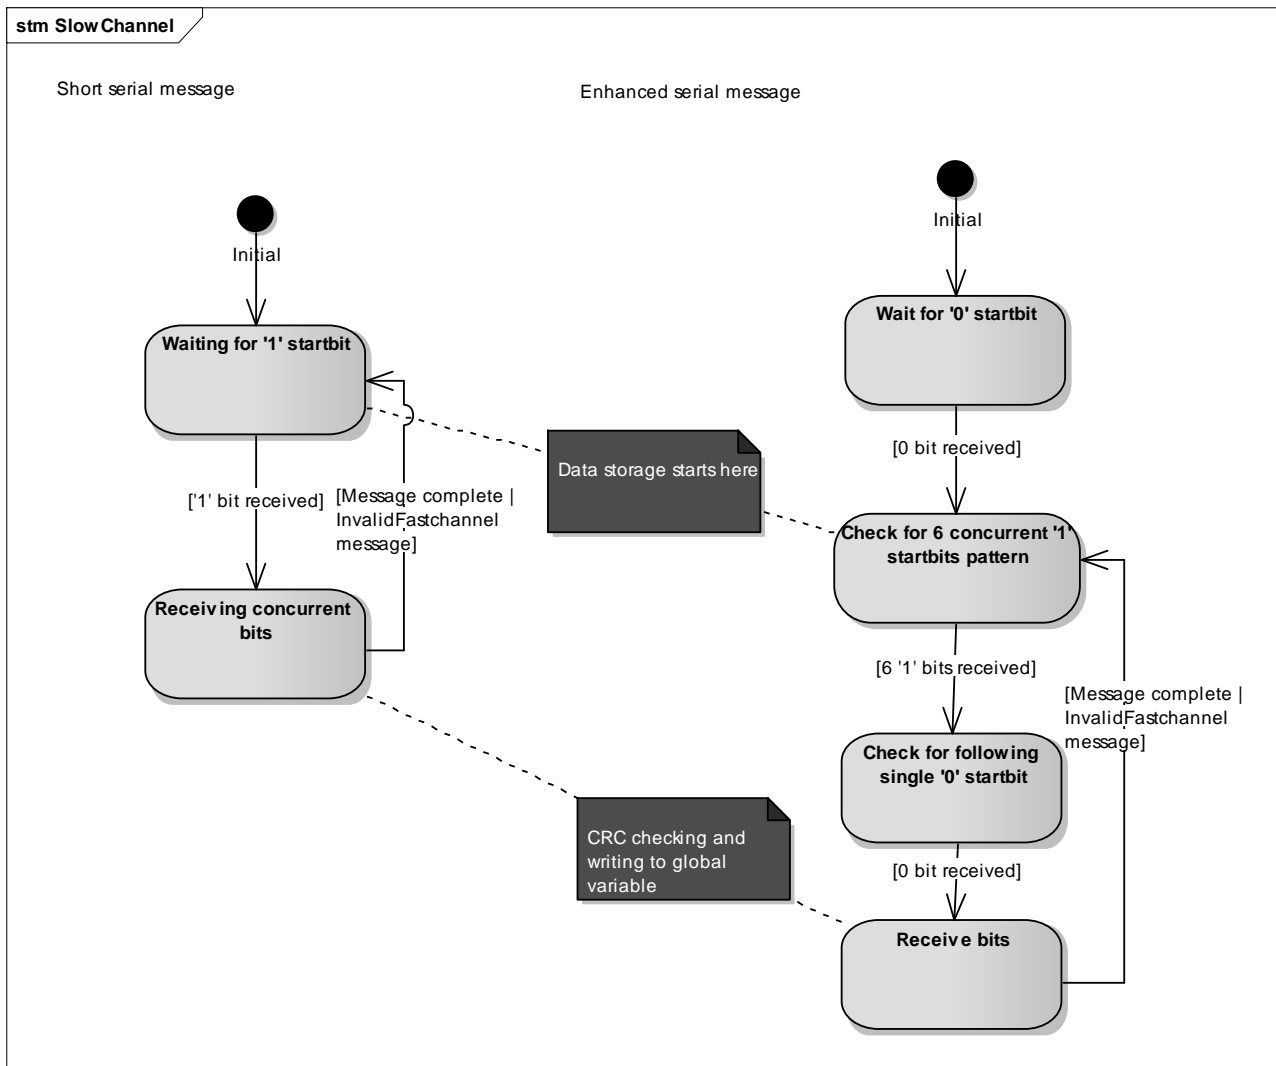 stm SlowChannel
Short serial message
Enhanced serial message
Initial
Initial
Waiting for '1' startbit
Wait for '0' startbit
['1' bit received]
[Message complete |
InvalidFastchannel
message]
Data storage starts here
[0 bit received]
Check for 6 concurrent '1'
startbits pattern
Receiving concurrent
bits
[6 '1' bits received]
[Message complete |
InvalidFastchannel
message]
Check for following
single '0' startbit
CRC checking and
writing to global
variable
[0 bit received]
Receive bits